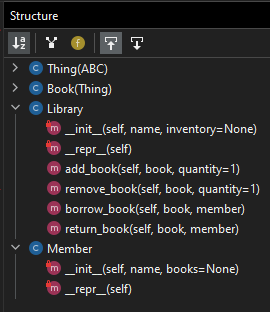 Structure
Thing(ABC)
Book(Thing)
Library
__init__(self, name, inventory=None)
__repr__(self)
add_book(self, book, quantity=1)
remove_book(self, book, quantity=1)
borrow_book(self, book, member)
return_book(self, book, member)
Member
__init__(self, name, books=None)
__repr__(self)